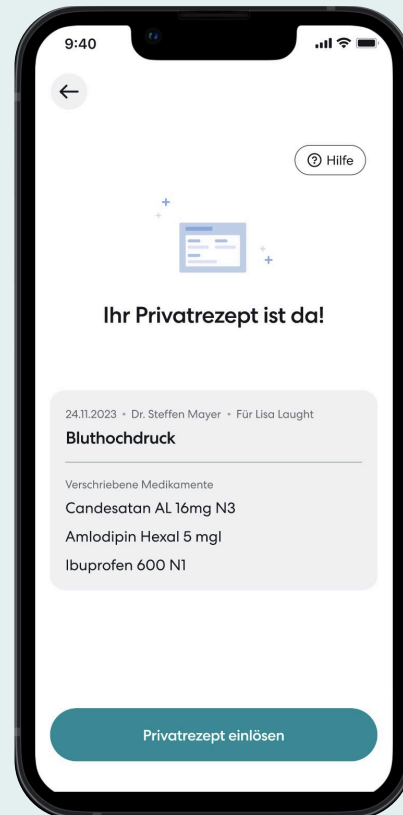 9:40
Hilfe
Ihr Privatrezept ist da!
24.11.2023 • Dr. Steffen Mayer • Für Lisa Laught
Bluthochdruck
Verschriebene Medikamente
Candesatan AL 16mg N3
Amlodipin Hexal 5 mgl
Ibuprofen 600 N1
Privatrezept einlösen